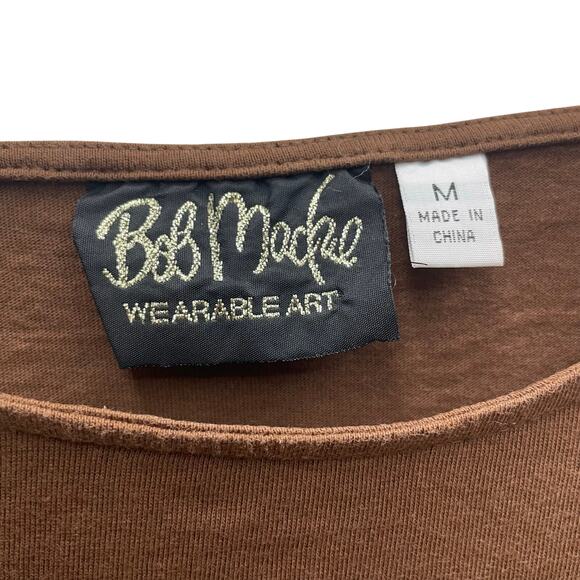 Bob Mackie
WEARABLE ART
M
MADE IN
CHINA